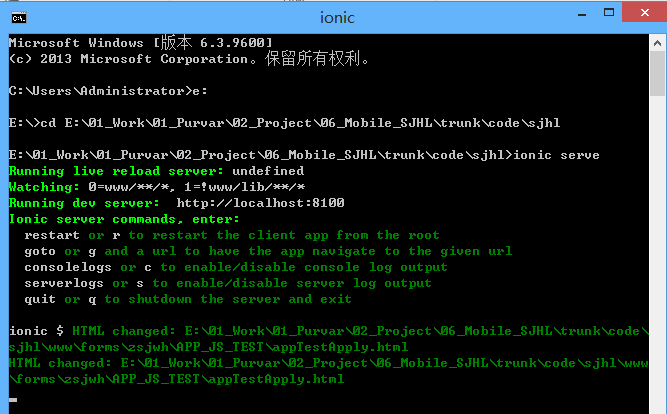 ionic
Microsoft Windows [版本 6.3.9600]
(c) 2013 Microsoft Corporation。保留所有权利。
C:\Users\Administrator>e:
E:\>cd E:\01_Work\01_Purvar\02_Project\06_Mobile_SJHL\trunk\code\sjhl
E:\01_Work\01_Purvar\02_Project\06_Mobile_SJHL\trunk\code\sjhl>ionic serve
Running live reload server: undefined
Watching: 0=www/**/*, 1=!www/lib/**/*
Running dev server:  http://localhost:8100
Ionic server commands, enter:
  restart or r to restart the client app from the root
  goto or g and a url to have the app navigate to the given url
  consolelogs or c to enable/disable console log output
  serverlogs or s to enable/disable server log output
  quit or q to shutdown the server and exit
ionic $ HTML changed: E:\01_Work\01_Purvar\02_Project\06_Mobile_SJHL\trunk\code\
sjhl\www\forms\zsjwh\APP_JS_TEST\appTestApply.html
HTML changed: E:\01_Work\01_Purvar\02_Project\06_Mobile_SJHL\trunk\code\sjhl\www
\forms\zsjwh\APP_JS_TEST\appTestApply.html